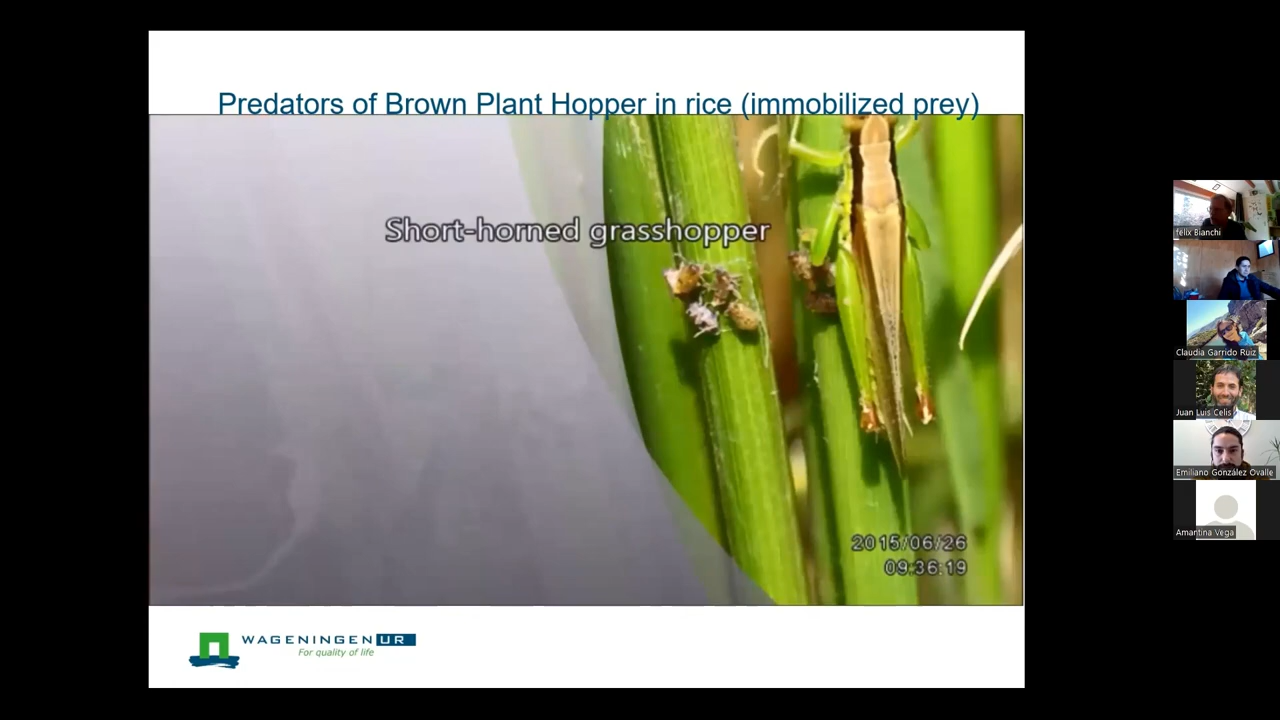 Predators of Brown Plant Hopper in rice (immobilized prey)
Short-horned grasshopper
2015/06/26
09:36:19
WAGENINGEN UR
For quality of life
félix Bianchi
Claudia Garrido Ruiz
Juan Luis Celis
Emiliano González Ovalle
Amantina Vega